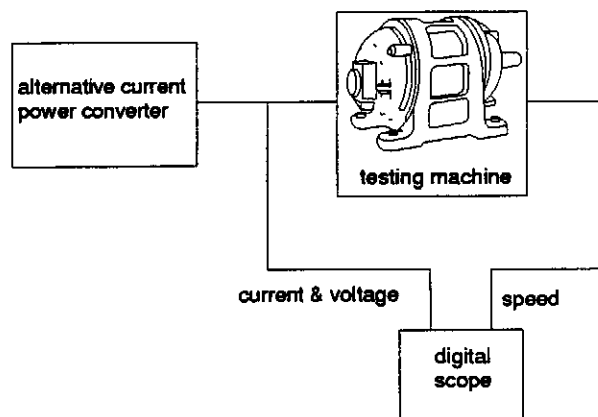 alternative current
power converter
testing machine
current & voltage
speed
digital
scope